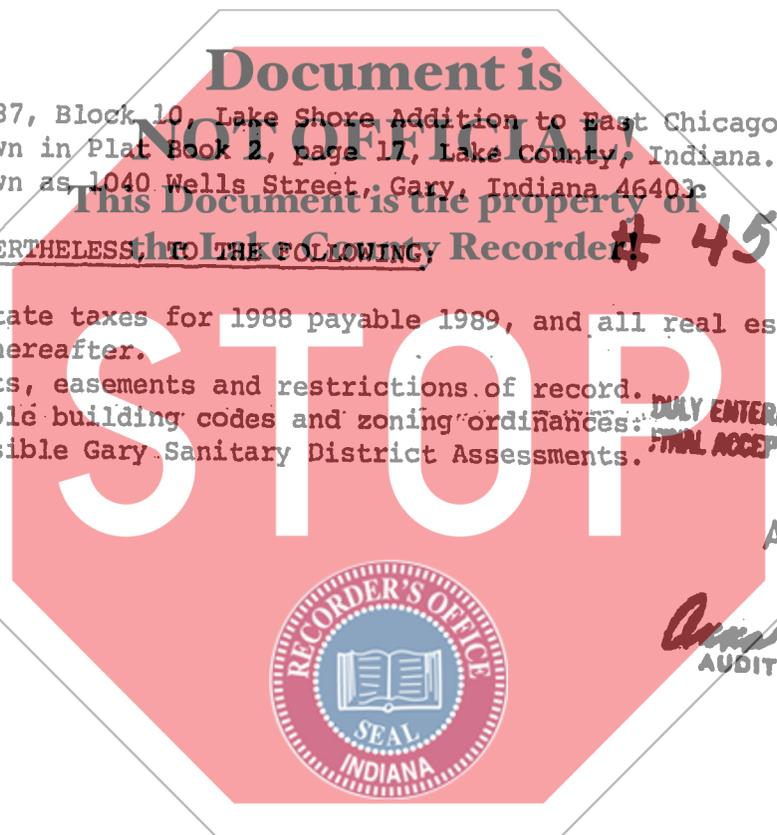 Document is
37, Block 10, Lake Shore Addition to East Chicago
NOT OFFICIAL!
wn in Plat Book 2, page 17, Lake County, Indiana.
wn as 1040 Wells Street, Gary, Indiana 46403
This Document is the property of
the Lake County Recorder!
# 45
ERTHELESS, TO THE FOLLOWING:
tate taxes for 1988 payable 1989, and all real es
hereafter.
ts, easements and restrictions of record.
ble building codes and zoning ordinances.
DULY ENTER
sible Gary Sanitary District Assessments.
FINAL ACCEP
STOP
A
AUDIT
RECORDER'S OFFICE
SEAL
INDIANA